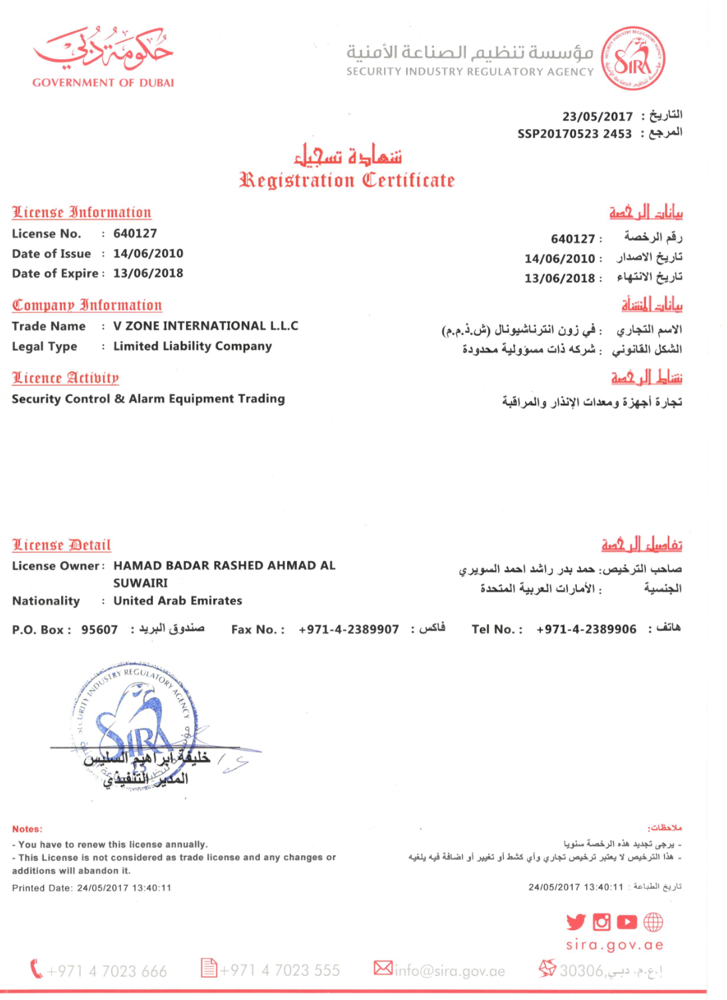 حكومة دبي
GOVERNMENT OF DUBAI
مؤسسة تنظيم الصناعة الأمنية
SECURITY INDUSTRY REGULATORY AGENCY
SECURITY INDUSTRY REGULATORY AGENCY
SIRA
مؤسسة تنظيم الصناعة الأمنية
التاريخ : 23/05/2017
المرجع : SSP20170523 2453
شهادة تسجيل
Registration Certificate
License Information
بيانات الرخصة
License No. : 640127
رقم الرخصة : 640127
Date of Issue : 14/06/2010
تاريخ الاصدار : 14/06/2010
Date of Expire : 13/06/2018
تاريخ الانتهاء : 13/06/2018
Company Information
بيانات المنشأة
Trade Name : V ZONE INTERNATIONAL L.L.C
الاسم التجاري : في زون انترناشيونال (ش.ذ.م.م)
Legal Type : Limited Liability Company
الشكل القانوني : شركه ذات مسؤولية محدودة
Licence Activity
نشاط الرخصة
Security Control & Alarm Equipment Trading
تجارة أجهزة ومعدات الإنذار والمراقبة
License Detail
تفاصيل الرخصة
License Owner : HAMAD BADAR RASHED AHMAD AL
SUWAIRI
صاحب الترخيص: حمد بدر راشد احمد السويري
Nationality : United Arab Emirates
الجنسية : الأمارات العربية المتحدة
P.O. Box : 95607 : صندوق البريد Fax No. : +971-4-2389907 : فاكس Tel No. : +971-4-2389906 : هاتف
SECURITY INDUSTRY REGULATORY AGENCY
SIRA
23
خليفة ابراهيم السليس
المدير التنفيذي
Notes:
- You have to renew this license annually.
- This License is not considered as trade license and any changes or
additions will abandon it.
Printed Date: 24/05/2017 13:40:11
ملاحظات:
- يرجى تجديد هذه الرخصة سنويا
- هذا الترخيص لا يعتبر ترخيص تجاري وأي كشط أو تغيير أو اضافة فيه يلغيه
تاريخ الطباعة : 24/05/2017 13:40:11
sira.gov.ae
+971 4 7023 666
+971 4 7023 555
info@sira.gov.ae
30306, دبي .إ.ع.م